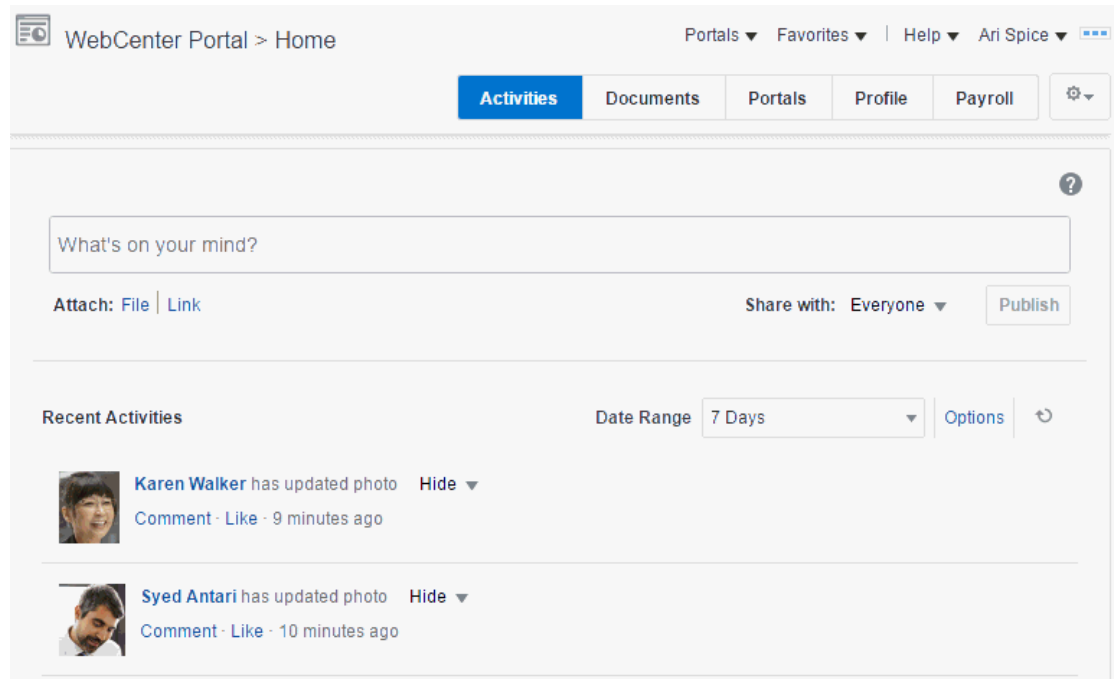 WebCenter Portal > Home
Portals Favorites Help Ari Spice
Activities Documents Portals Profile Payroll
?
What's on your mind?
Attach: File | Link
Share with: Everyone Publish
Recent Activities Date Range 7 Days Options
Karen Walker has updated photo Hide
Comment · Like · 9 minutes ago
Syed Antari has updated photo Hide
Comment · Like · 10 minutes ago